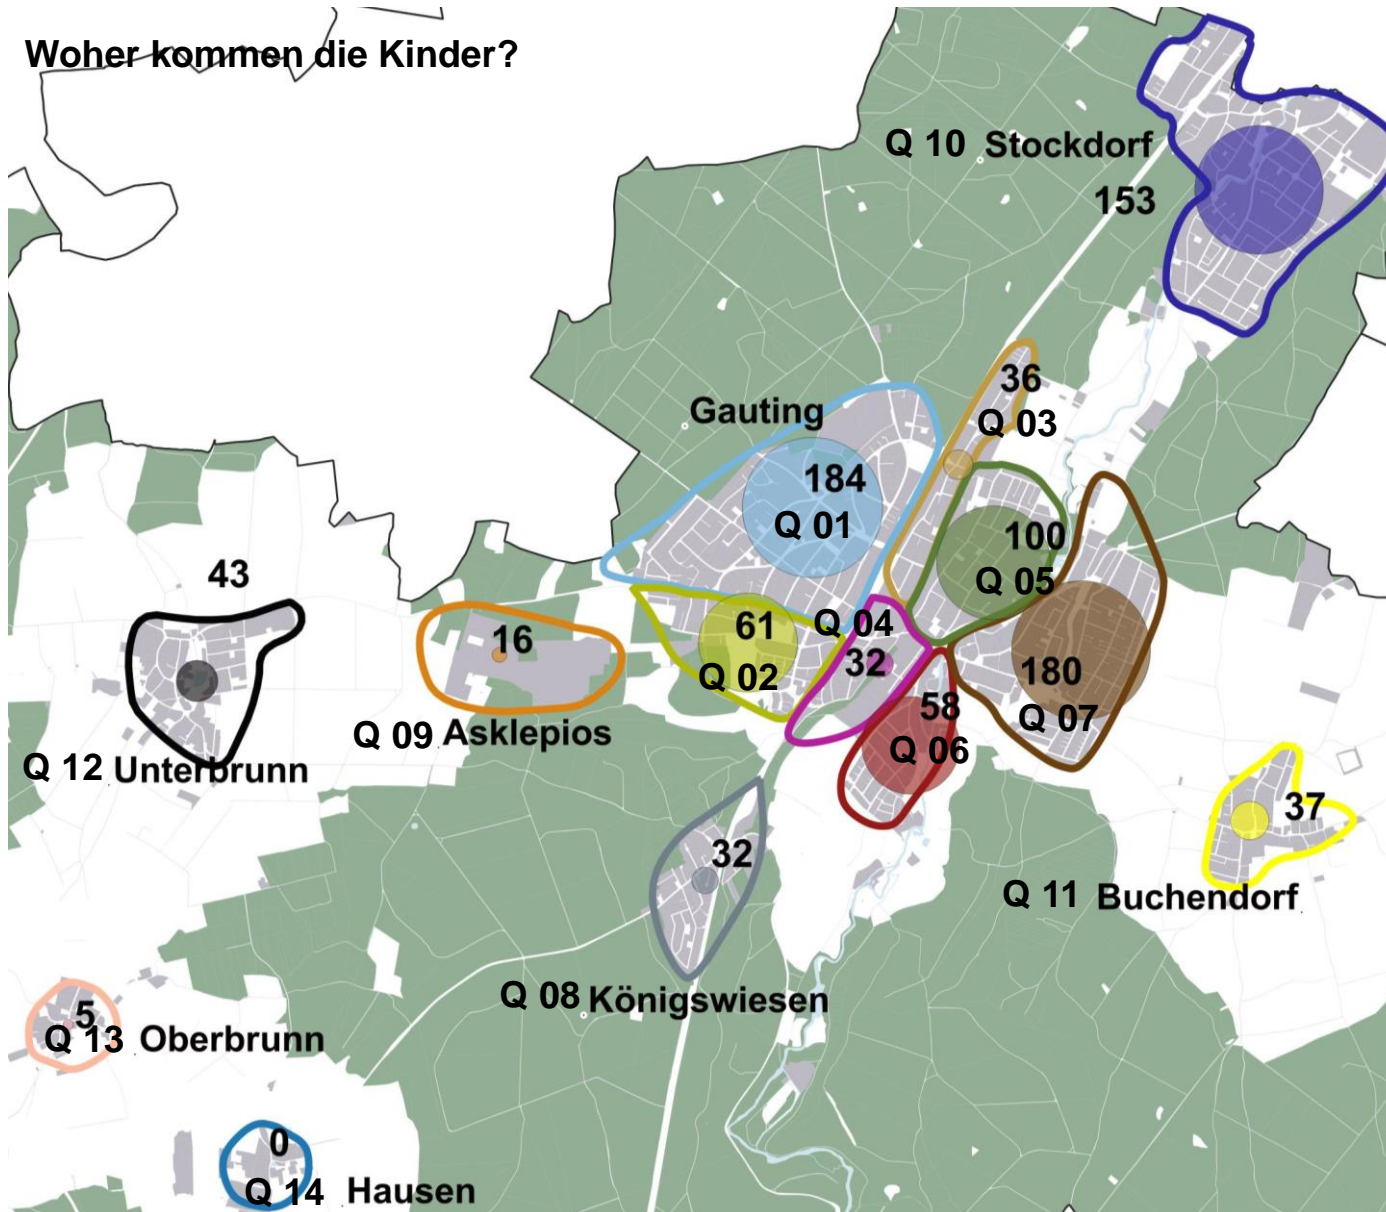 Woher kommen die Kinder?
Q 10 Stockdorf
153
36
Q 03
Gauting
184
Q 01
100
Q 05
43
61
Q 02
Q 04
32
16
Q 09 Asklepios
180
Q 07
58
Q 06
Q 12 Unterbrunn
37
Q 11 Buchendorf
32
Q 08 Königswiesen
5
Q 13 Oberbrunn
0
Q 14 Hausen